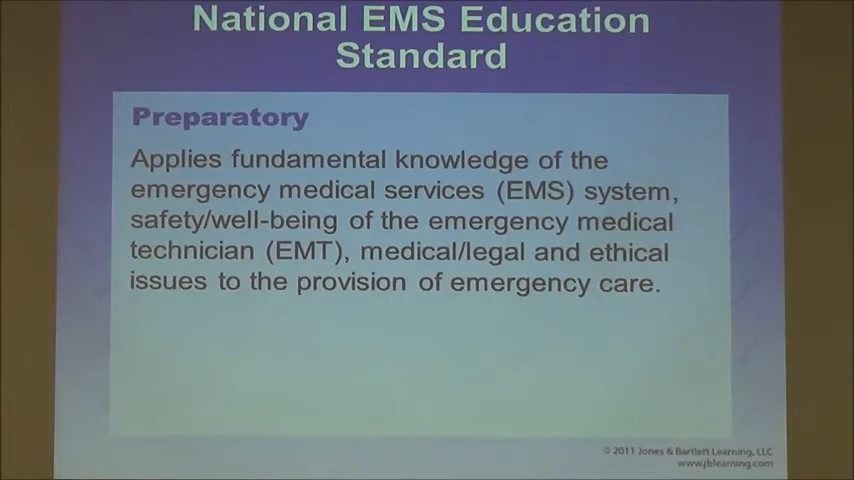 National EMS Education
Standard
Preparatory
Applies fundamental knowledge of the
emergency medical services (EMS) system,
safety/well-being of the emergency medical
technician (EMT), medical/legal and ethical
issues to the provision of emergency care.
© 2011 Jones & Bartlett Learning, LLC
www.jblearning.com